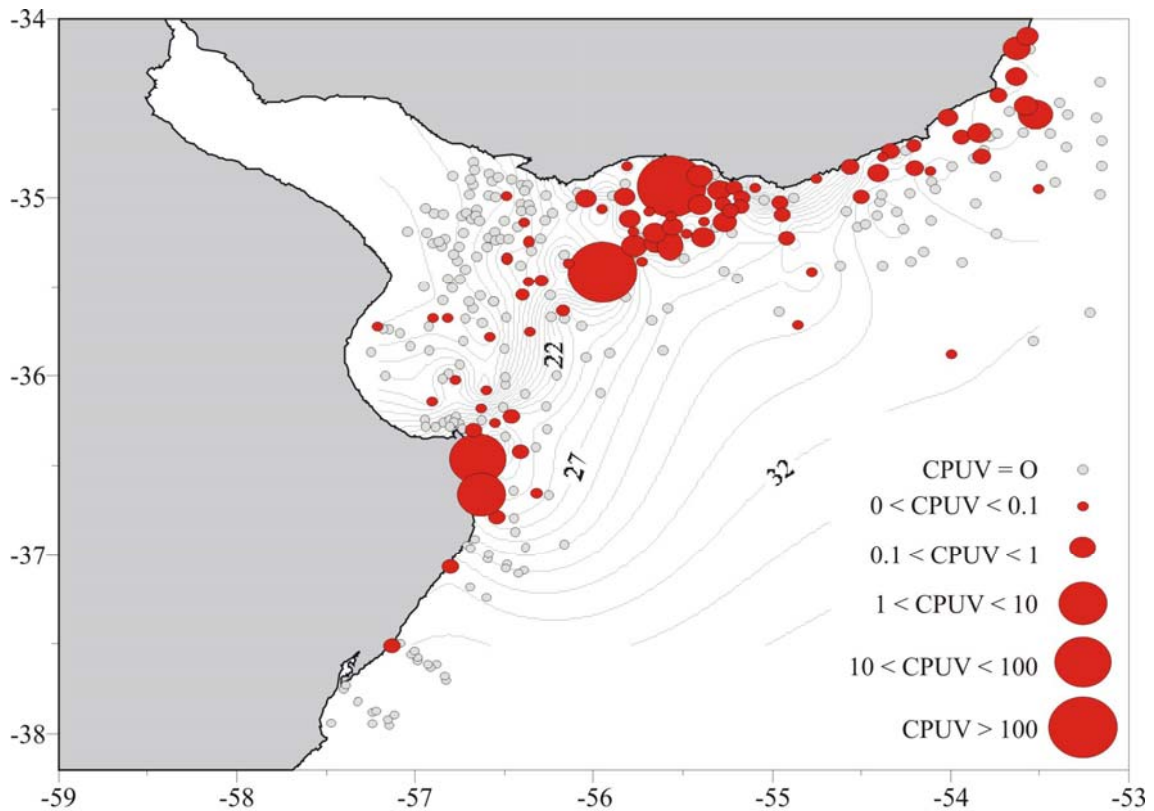 -34
-35
-36
-37
-38
22
27
32
CPUV = O
0 < CPUV < 0.1
0.1 < CPUV < 1
1 < CPUV < 10
10 < CPUV < 100
CPUV > 100
-59 -58 -57 -56 -55 -54 -53